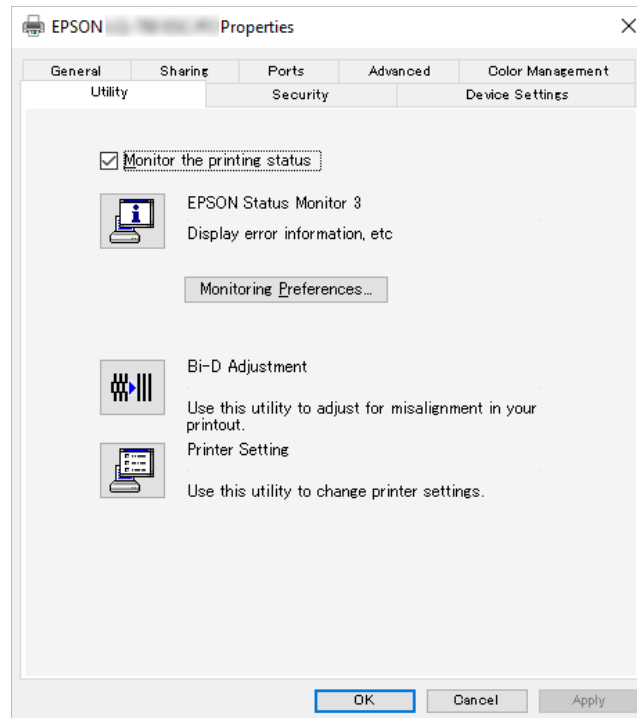 EPSON Properties
General Sharing Ports Advanced Color Management
Utility Security Device Settings
Monitor the printing status
EPSON Status Monitor 3
Display error information, etc
Monitoring Preferences...
Bi-D Adjustment
Use this utility to adjust for misalignment in your
printout.
Printer Setting
Use this utility to change printer settings.
OK Cancel Apply